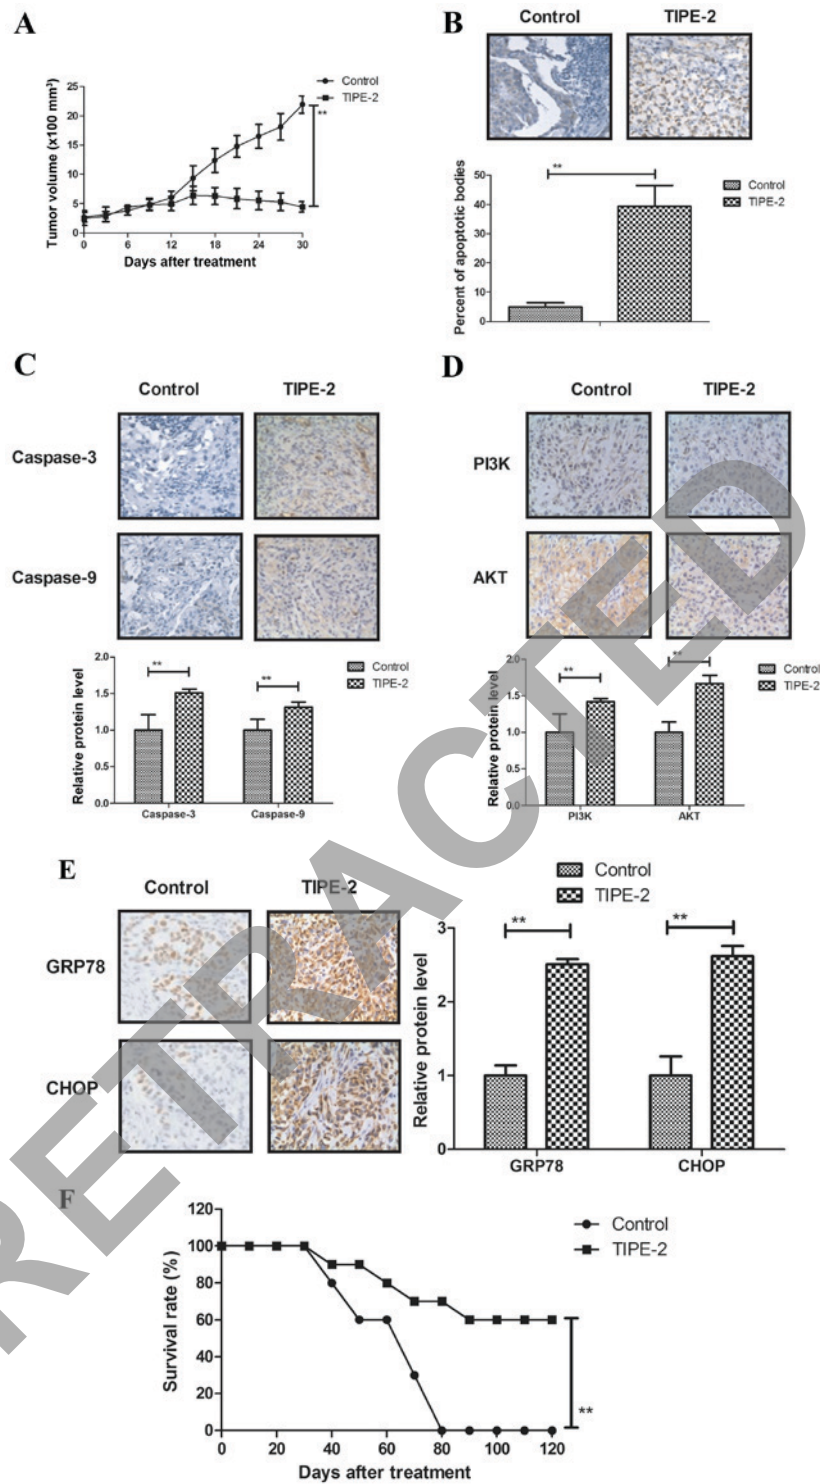 A
Control
TIPE-2
Tumor volume (x100 mm³)
25
20
15
10
5
0
0 6 12 18 24 30
Days after treatment
**
B
Control TIPE-2
Percent of apoptotic bodies
50
40
30
20
10
0
**
Control
TIPE-2
C
Control TIPE-2
Caspase-3
Caspase-9
Relative protein level
2.0
1.5
1.0
0.5
0.0
** **
Control
TIPE-2
Caspase-3 Caspase-9
D
Control TIPE-2
PI3K
AKT
Relative protein level
2.0
1.5
1.0
0.5
0.0
** **
Control
TIPE-2
PI3K AKT
E
Control TIPE-2
GRP78
CHOP
Control
TIPE-2
Relative protein level
3
2
1
0
** **
GRP78 CHOP
F
Survival rate (%)
120
100
80
60
40
20
0
0 20 40 60 80 100 120
Days after treatment
Control
TIPE-2
**
RETRACTED